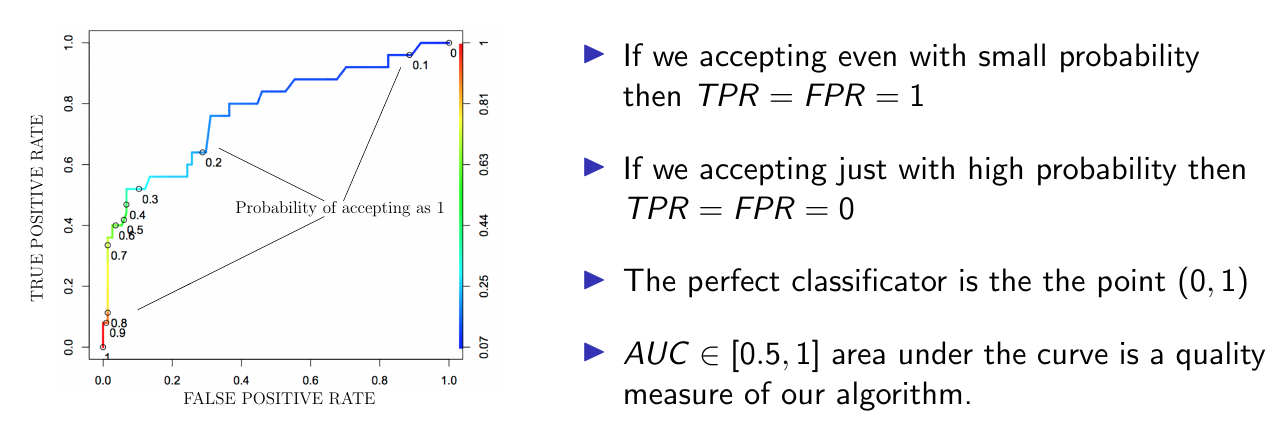 TRUE POSITIVE RATE
1.0
0.8
0.6
0.4
0.2
0.0
0
0.1
0.2
0.3
0.4
0.5
0.6
0.7
0.8
0.9
1
Probability of accepting as 1
1
0.81
0.63
0.44
0.25
0.07
0.0 0.2 0.4 0.6 0.8 1.0
FALSE POSITIVE RATE
If we accepting even with small probability
then TPR = FPR = 1
If we accepting just with high probability then
TPR = FPR = 0
The perfect classificator is the the point (0, 1)
AUC ∈ [0.5, 1] area under the curve is a quality
measure of our algorithm.